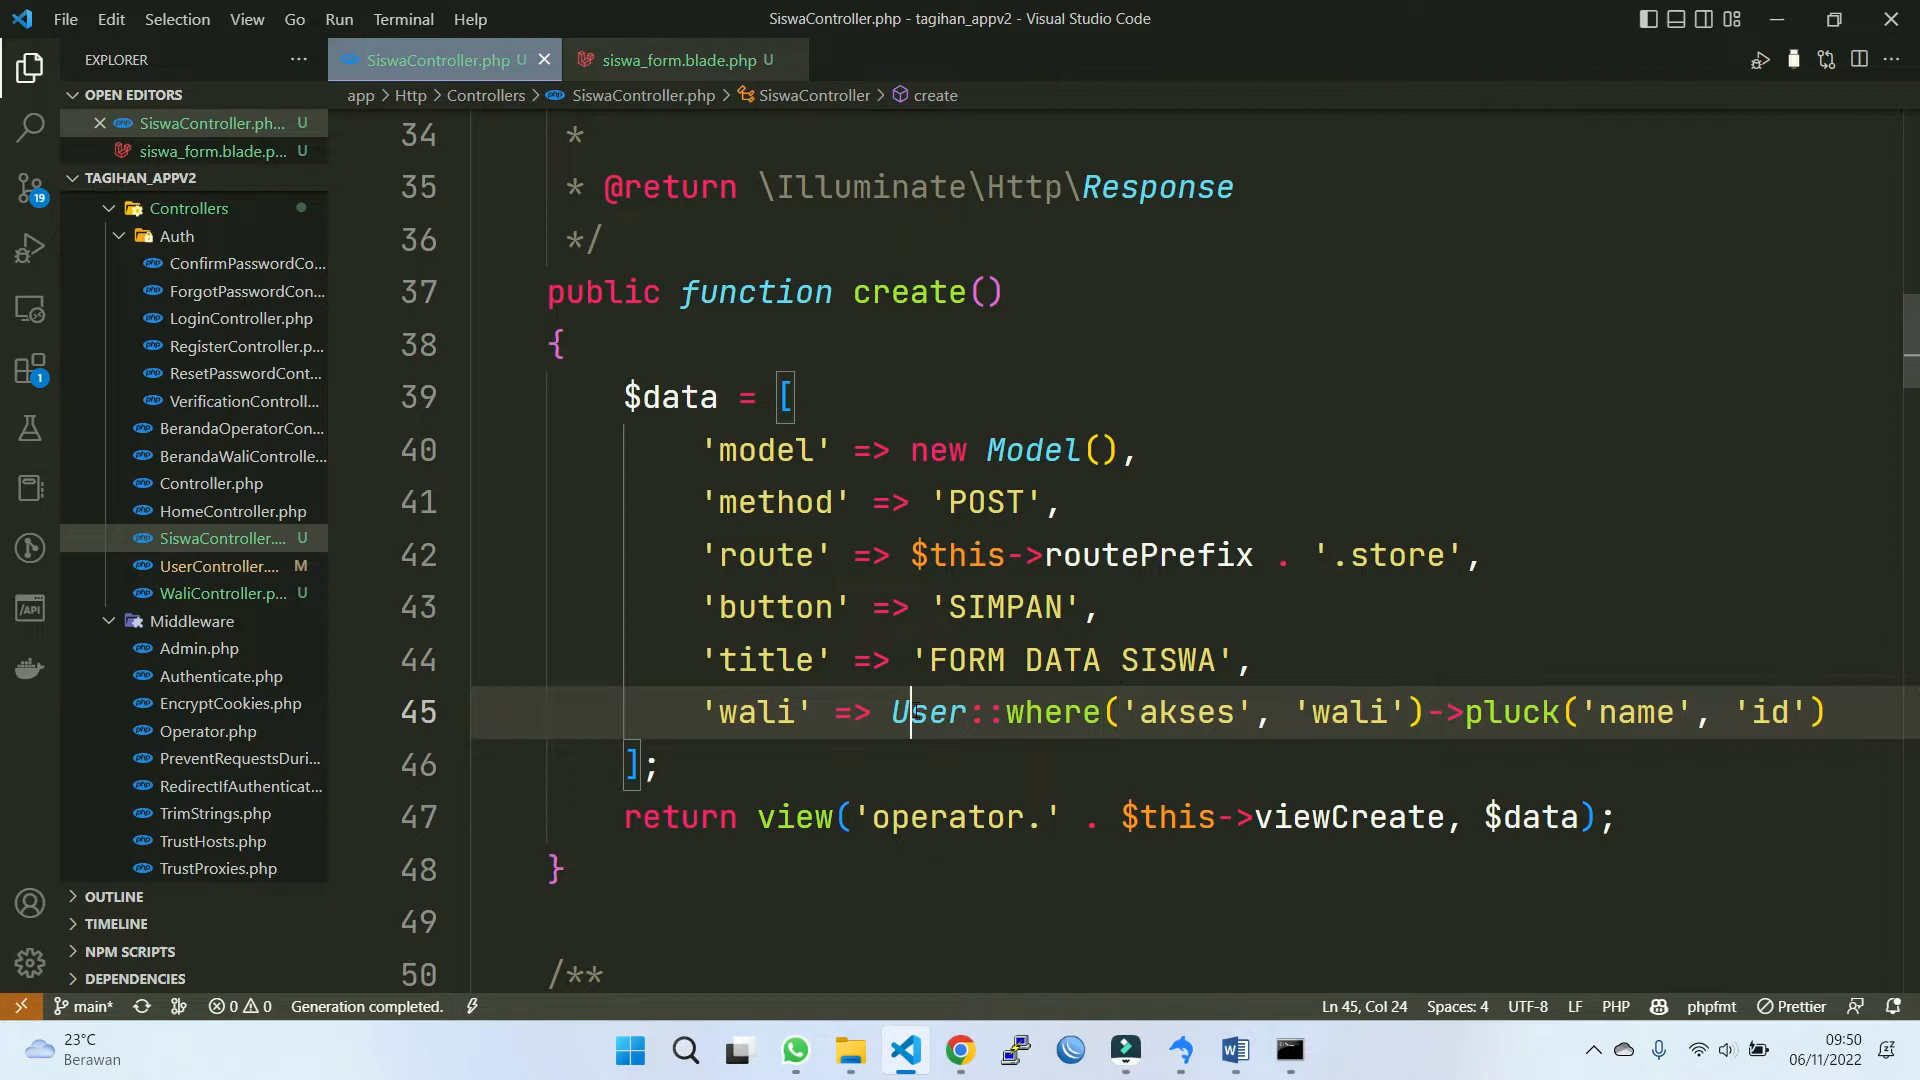 File Edit Selection View Go Run Terminal Help
SiswaController.php - tagihan_appv2 - Visual Studio Code
EXPLORER
OPEN EDITORS
SiswaController.ph... U
siswa_form.blade.p... U
TAGIHAN_APPV2
Controllers
Auth
ConfirmPasswordCo...
ForgotPasswordCon...
LoginController.php
RegisterController.p...
ResetPasswordCont...
VerificationControll...
BerandaOperatorCon...
BerandaWaliControlle...
Controller.php
HomeController.php
SiswaController.... U
UserController.... M
WaliController.p... U
Middleware
Admin.php
Authenticate.php
EncryptCookies.php
Operator.php
PreventRequestsDuri...
RedirectIfAuthenticat...
TrimStrings.php
TrustHosts.php
TrustProxies.php
OUTLINE
TIMELINE
NPM SCRIPTS
DEPENDENCIES
19
1
/API
SiswaController.php U
siswa_form.blade.php U
app > Http > Controllers > SiswaController.php > SiswaController > create
34 *
35 * @return \Illuminate\Http\Response
36 */
37 public function create()
38 {
39 $data = [
40 'model' => new Model(),
41 'method' => 'POST',
42 'route' => $this->routePrefix . '.store',
43 'button' => 'SIMPAN',
44 'title' => 'FORM DATA SISWA',
45 'wali' => User::where('akses', 'wali')->pluck('name', 'id')
46 ];
47 return view('operator.' . $this->viewCreate, $data);
48 }
49
50 /**
main* 0 0 Generation completed.
Ln 45, Col 24 Spaces: 4 UTF-8 LF PHP phpfmt Prettier
23°C
Berawan
09:50
06/11/2022